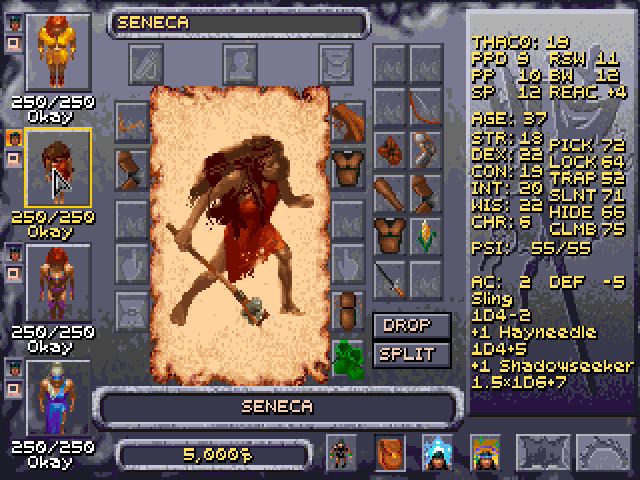 SENECA
250/250
Okay
250/250
Okay
250/250
Okay
250/250
Okay
DROP
SPLIT
SENECA
5,000
THAC0: 19
PPD 9 RSW 11
PP 10 BW 12
SP 12 REAC +4
AGE: 37
STR: 18
DEX: 22
CON: 19
INT: 20
WIS: 22
CHR: 6
PICK 72
LOCK 64
TRAP 52
SLNT 71
HIDE 66
CLMB 75
PSI: 55/55
AC: 2 DEF -5
Sling
1D4-2
+1 Hayneedle
1D4+5
+1 Shadowseeker
1.5×1D6+7